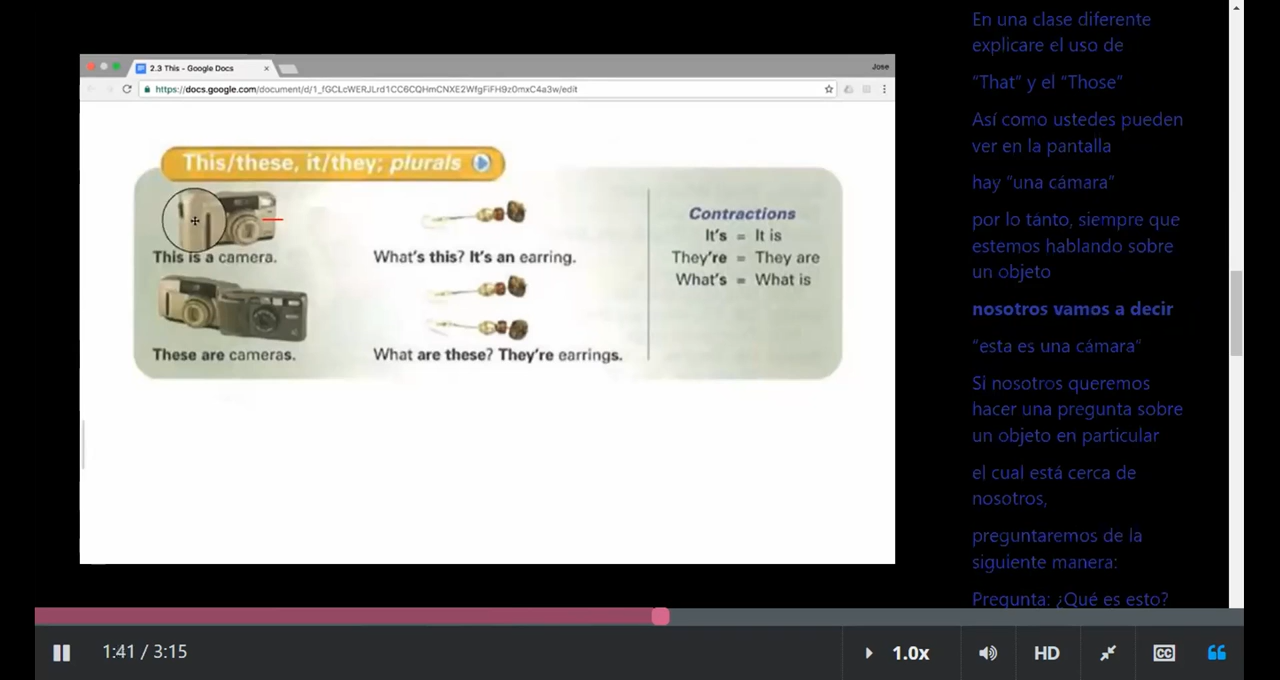 2.3 This - Google Docs
Jose
https://docs.google.com/document/d/1_fGCLcWERJLrd1CC6CQHmCNXE2WfgFiFH9z0mxC4a3w/edit
This/these, it/they; plurals
This is a camera.
What's this? It's an earring.
These are cameras.
What are these? They're earrings.
Contractions
It's = It is
They're = They are
What's = What is
En una clase diferente
explicare el uso de
“That” y el “Those”
Así como ustedes pueden
ver en la pantalla
hay “una cámara”
por lo tanto, siempre que
estemos hablando sobre
un objeto
nosotros vamos a decir
“esta es una cámara”
Si nosotros queremos
hacer una pregunta sobre
un objeto en particular
el cual está cerca de
nosotros,
preguntaremos de la
siguiente manera:
Pregunta: ¿Qué es esto?
1:41 / 3:15
1.0x
HD
CC